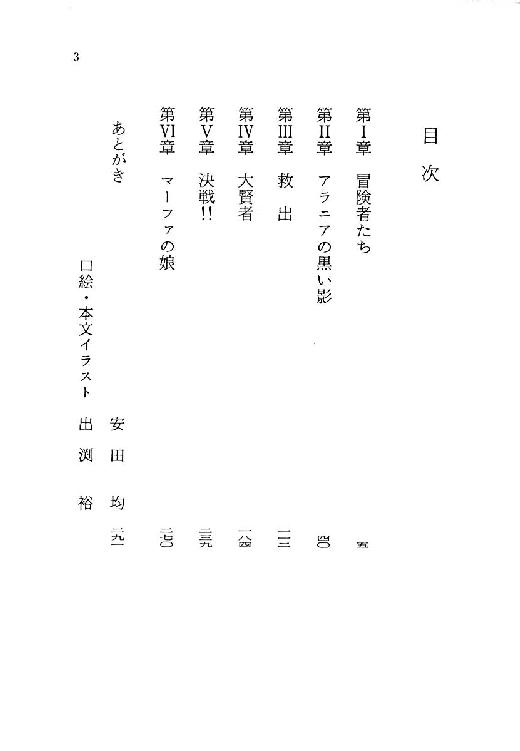 3
目次
第Ⅰ章 冒険者たち 五
第Ⅱ章 アラニアの黒い影 四〇
第Ⅲ章 救出 一一三
第Ⅳ章 大賢者 一八四
第Ⅴ章 決戦!! 二三九
第Ⅵ章 マーファの娘 二七〇
あとがき 安田均 二九一
口絵・本文イラスト 出渕裕